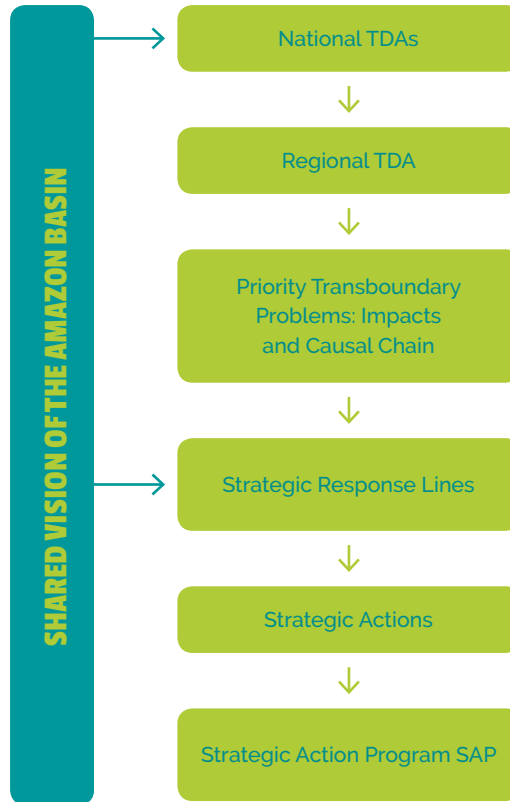 SHARED VISION OF THE AMAZON BASIN
National TDAs
Regional TDA
Priority Transboundary
Problems: Impacts
and Causal Chain
Strategic Response Lines
Strategic Actions
Strategic Action Program SAP